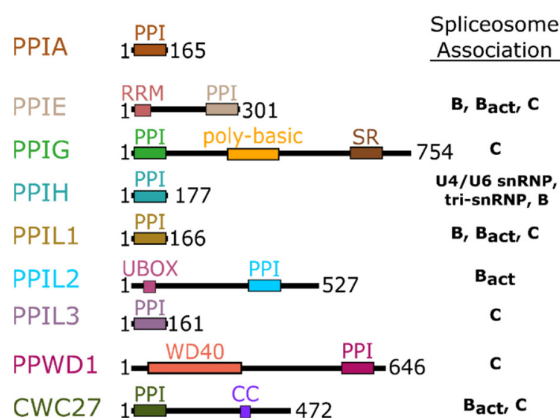 Spliceosome
Association
PPIA 1 PPI 165
PPIE 1 RRM PPI 301 B, Bact, C
PPIG 1 PPI poly-basic SR 754 C
PPIH 1 PPI 177 U4/U6 snRNP,
tri-snRNP, B
PPIL1 1 PPI 166 B, Bact, C
PPIL2 1 UBOX PPI 527 Bact
PPIL3 1 PPI 161 C
PPWD1 1 WD40 PPI 646 C
CWC27 1 PPI CC 472 Bact, C